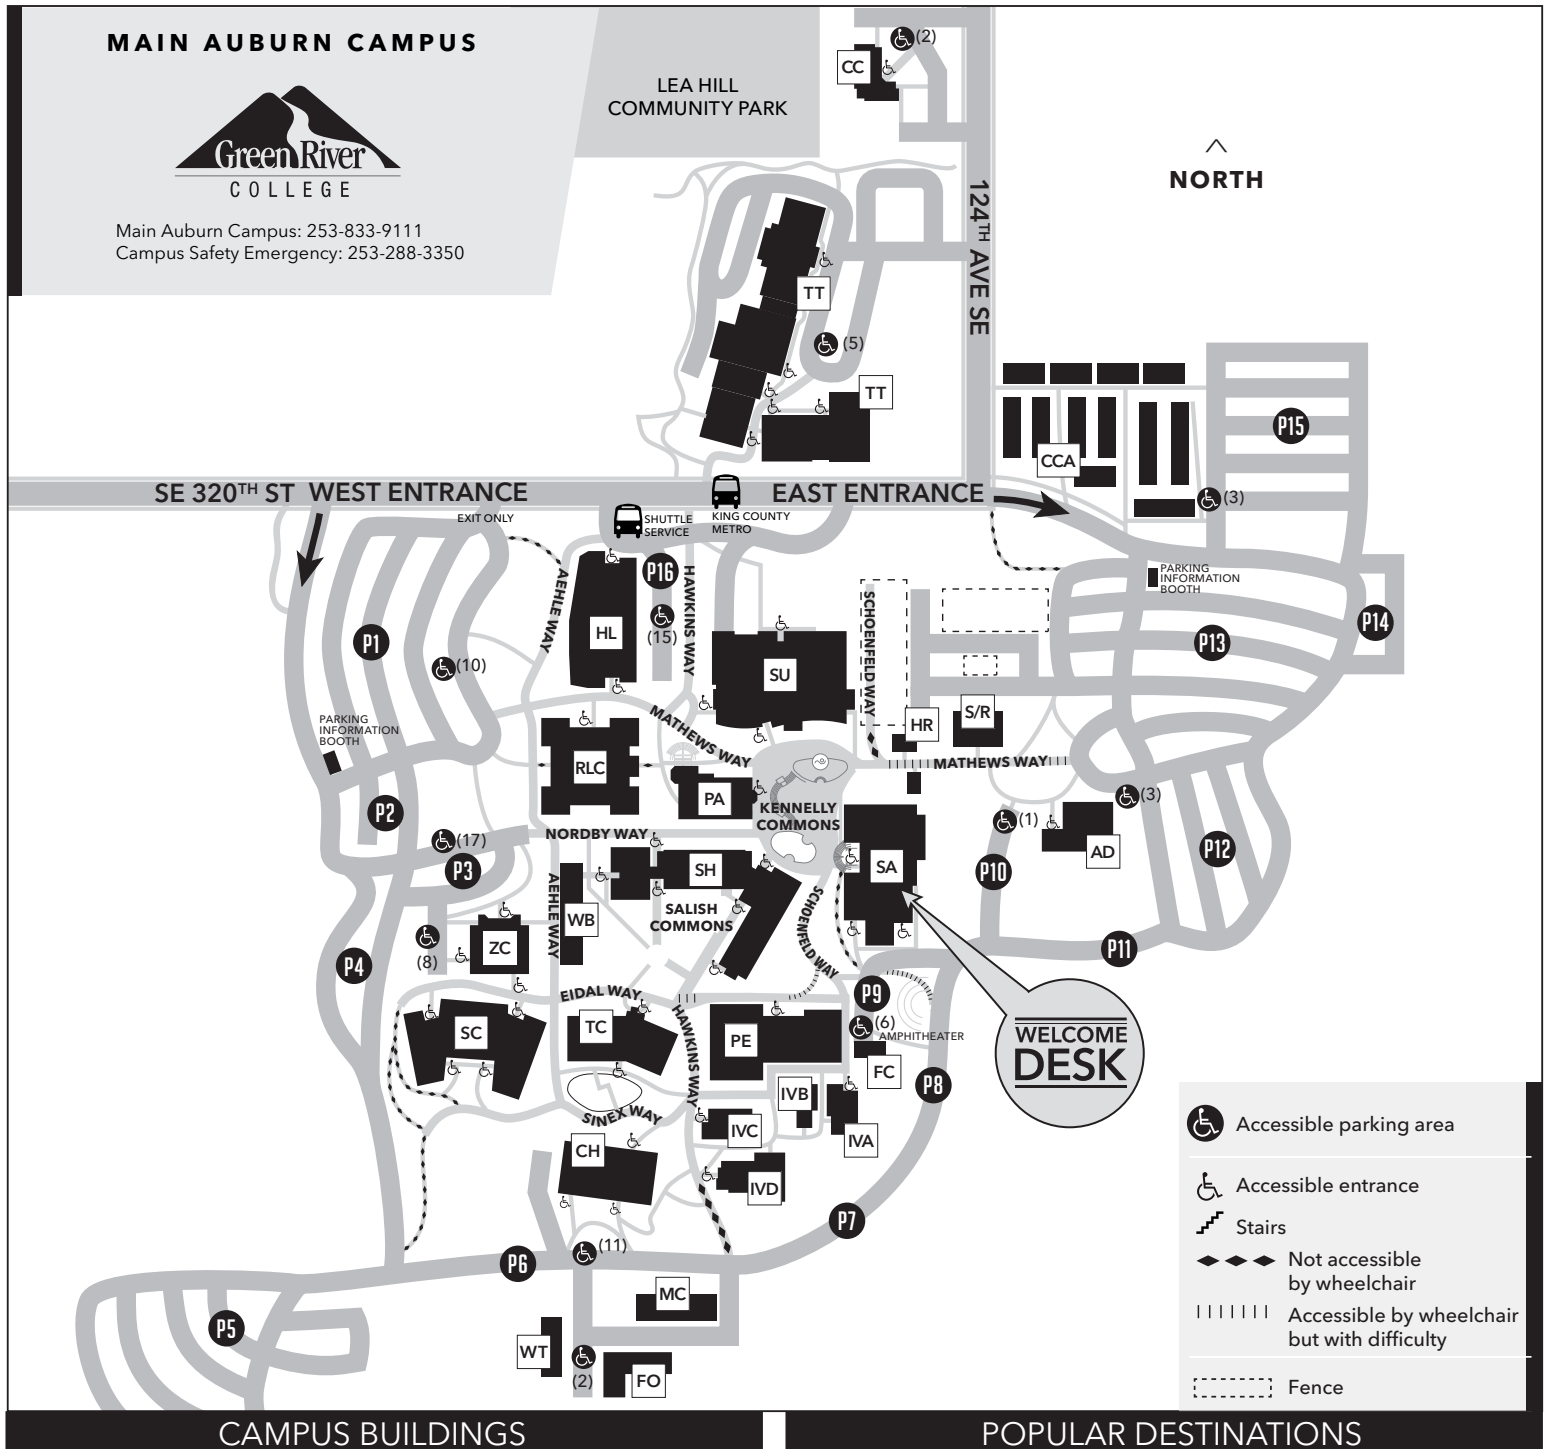 MAIN AUBURN CAMPUS
Green River
COLLEGE
Main Auburn Campus: 253-833-9111
Campus Safety Emergency: 253-288-3350
LEA HILL
COMMUNITY PARK
(2)
CC
NORTH
124TH AVE SE
TT
(5)
TT
P15
CCA
(3)
SE 320TH ST
WEST ENTRANCE
EAST ENTRANCE
EXIT ONLY
SHUTTLE
SERVICE
KING COUNTY
METRO
P16
(15)
HL
AEHLE WAY
HAWKINS WAY
SCHOENFELD WAY
PARKING
INFORMATION
BOOTH
P14
P13
P1
(10)
SU
HR
S/R
PARKING
INFORMATION
BOOTH
MATHEWS WAY
MATHEWS WAY
RLC
PA
KENNELLY
COMMONS
P2
(17)
P3
NORDBY WAY
(3)
(1)
AD
P12
P10
SA
SH
SALISH
COMMONS
SCHOENFELD WAY
AEHLE WAY
WB
ZC
(8)
P4
P11
P9
(6)
AMPHITHEATER
EIDAL WAY
HAWKINS WAY
SC
TC
PE
FC
P8
WELCOME
DESK
IVB
IVA
IVC
IVD
SINEX WAY
CH
P7
(11)
P6
MC
P5
WT
(2)
FO
Accessible parking area
Accessible entrance
Stairs
Not accessible
by wheelchair
Accessible by wheelchair
but with difficulty
Fence
CAMPUS BUILDINGS
POPULAR DESTINATIONS